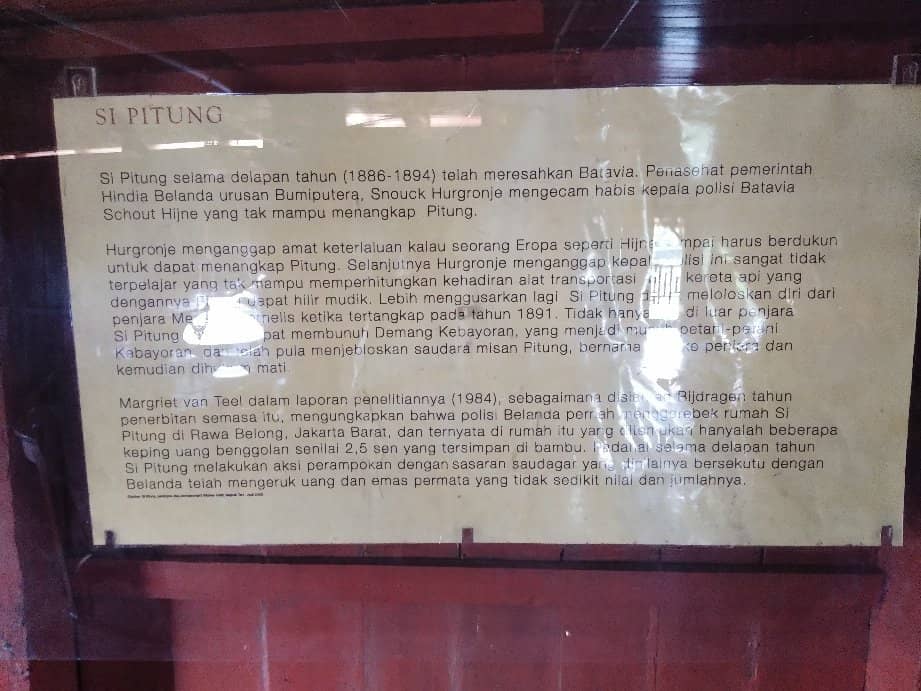 SI PITUNG
Si Pitung selama delapan tahun (1886-1894) telah meresahkan Batavia. Penasehat pemerintah
Hindia Belanda urusan Bumiputera, Snouck Hurgronje mengecam habis kepala polisi Batavia
Schout Hijne yang tak mampu menangkap Pitung.
Hurgronje menganggap amat keterlaluan kalau seorang Eropa seperti Hijne sampai harus berdukun
untuk dapat menangkap Pitung. Selanjutnya Hurgronje menganggap kepala polisi ini sangat tidak
terpelajar yang tak mampu memperhitungkan kehadiran alat transportasi kereta api yang
dengannya dapat hilir mudik. Lebih menggusarkan lagi Si Pitung meloloskan diri dari
penjara ketika tertangkap pada tahun 1891. Tidak hanya di luar penjara
Si Pitung membunuh Demang Kebayoran, yang menjadi musuh petani-petani
Kebayoran, dan telah pula menjebloskan saudara misan Pitung, bernama ke penjara dan
kemudian mati
Margriet van Teel dalam laporan penelitiannya (1984), sebagaimana Bijdragen tahun
penerbitan semasa itu, mengungkapkan bahwa polisi Belanda pernah menggrebek rumah Si
Pitung di Rawa Belong, Jakarta Barat, dan ternyata di rumah itu yang hanyalah beberapa
keping uang benggolan senilai 2,5 sen yang tersimpan di bambu. Padahal selama delapan tahun
Si Pitung melakukan aksi perampokan dengan sasaran saudagar yang dinilainya bersekutu dengan
Belanda telah mengeruk uang dan emas permata yang tidak sedikit nilai dan jumlahnya.